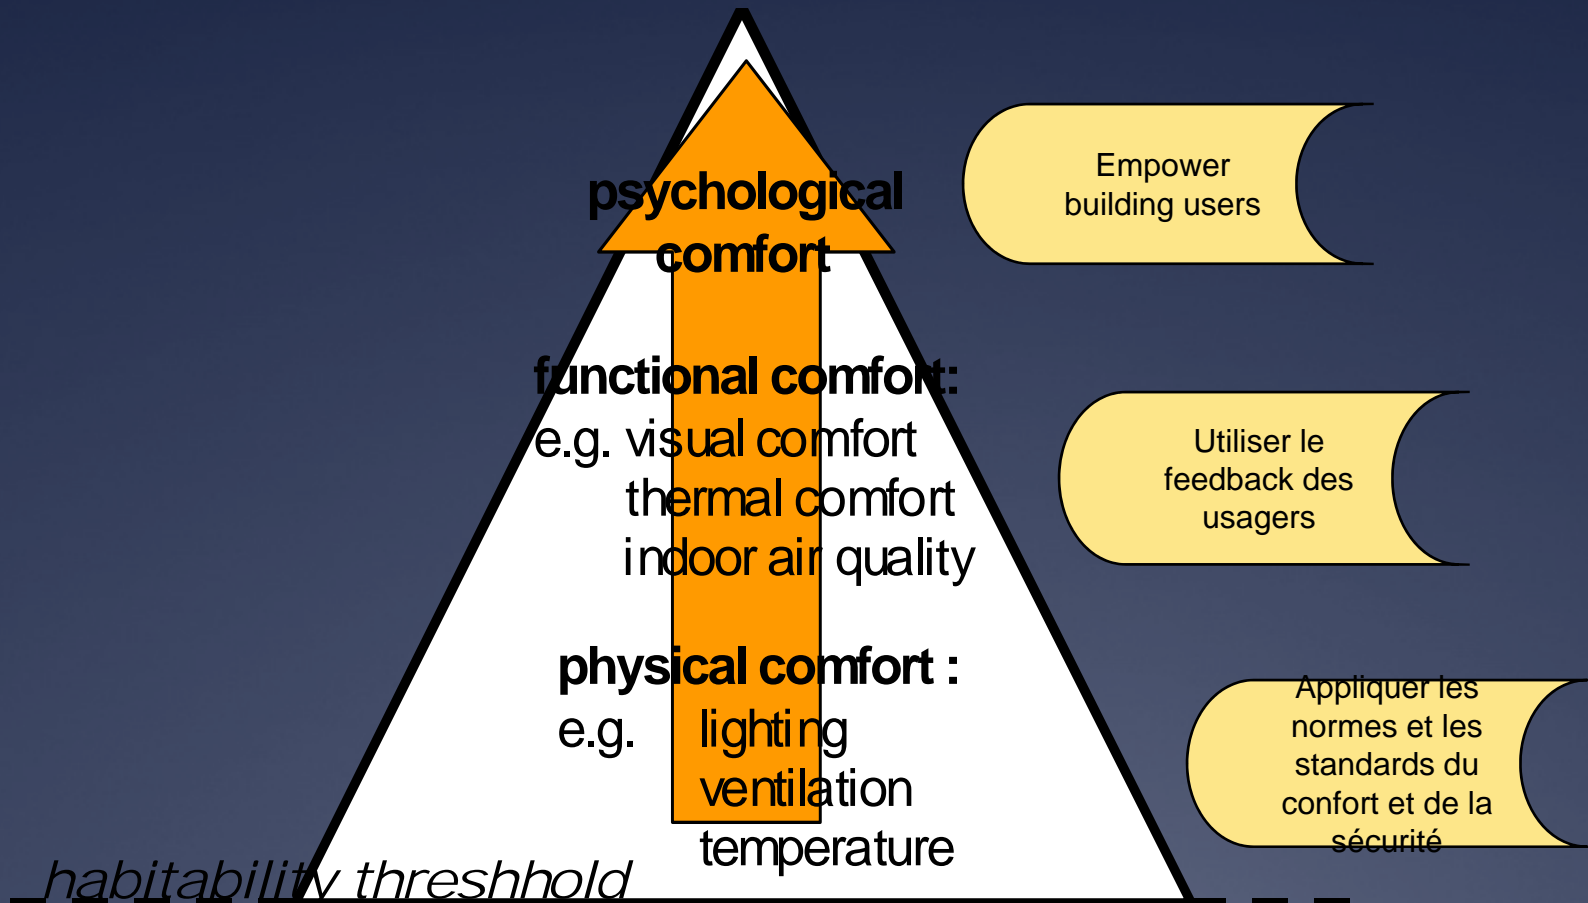 psychological
comfort
Empower
building users
functional comfort:
e.g. visual comfort
thermal comfort
indoor air quality
Utiliser le
feedback des
usagers
physical comfort :
e.g. lighting
ventilation
temperature
Appliquer les
normes et les
standards du
confort et de la
sécurité
habitability threshhold